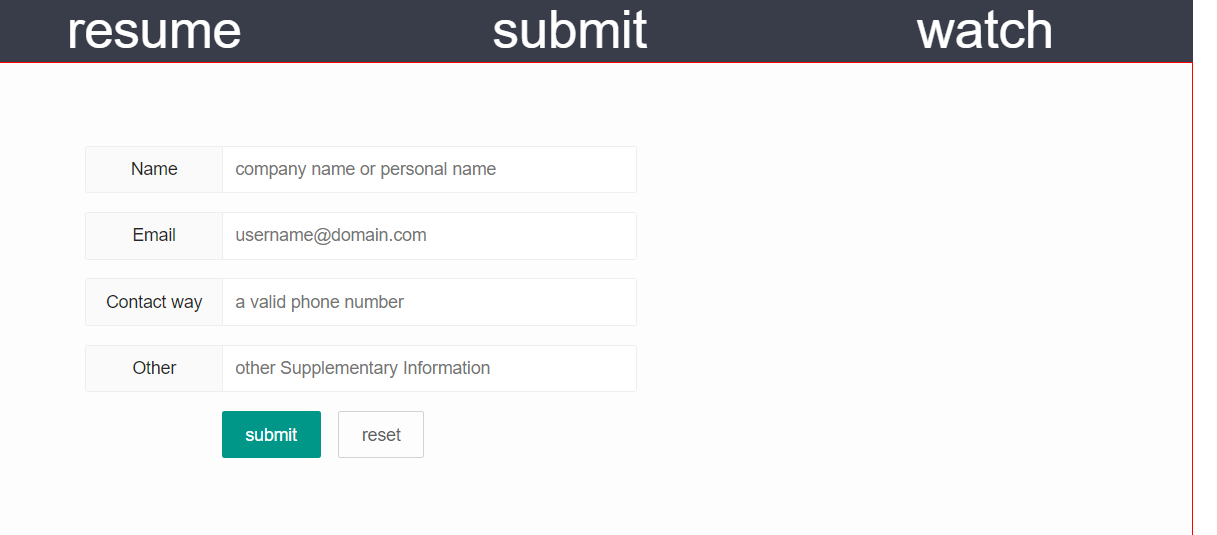 resume submit watch
Name company name or personal name
Email username@domain.com
Contact way a valid phone number
Other other Supplementary Information
submit reset